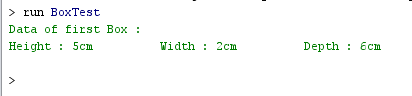 > run BoxTest
Data of first Box :
Height : 5cm Width : 2cm Depth : 6cm
>